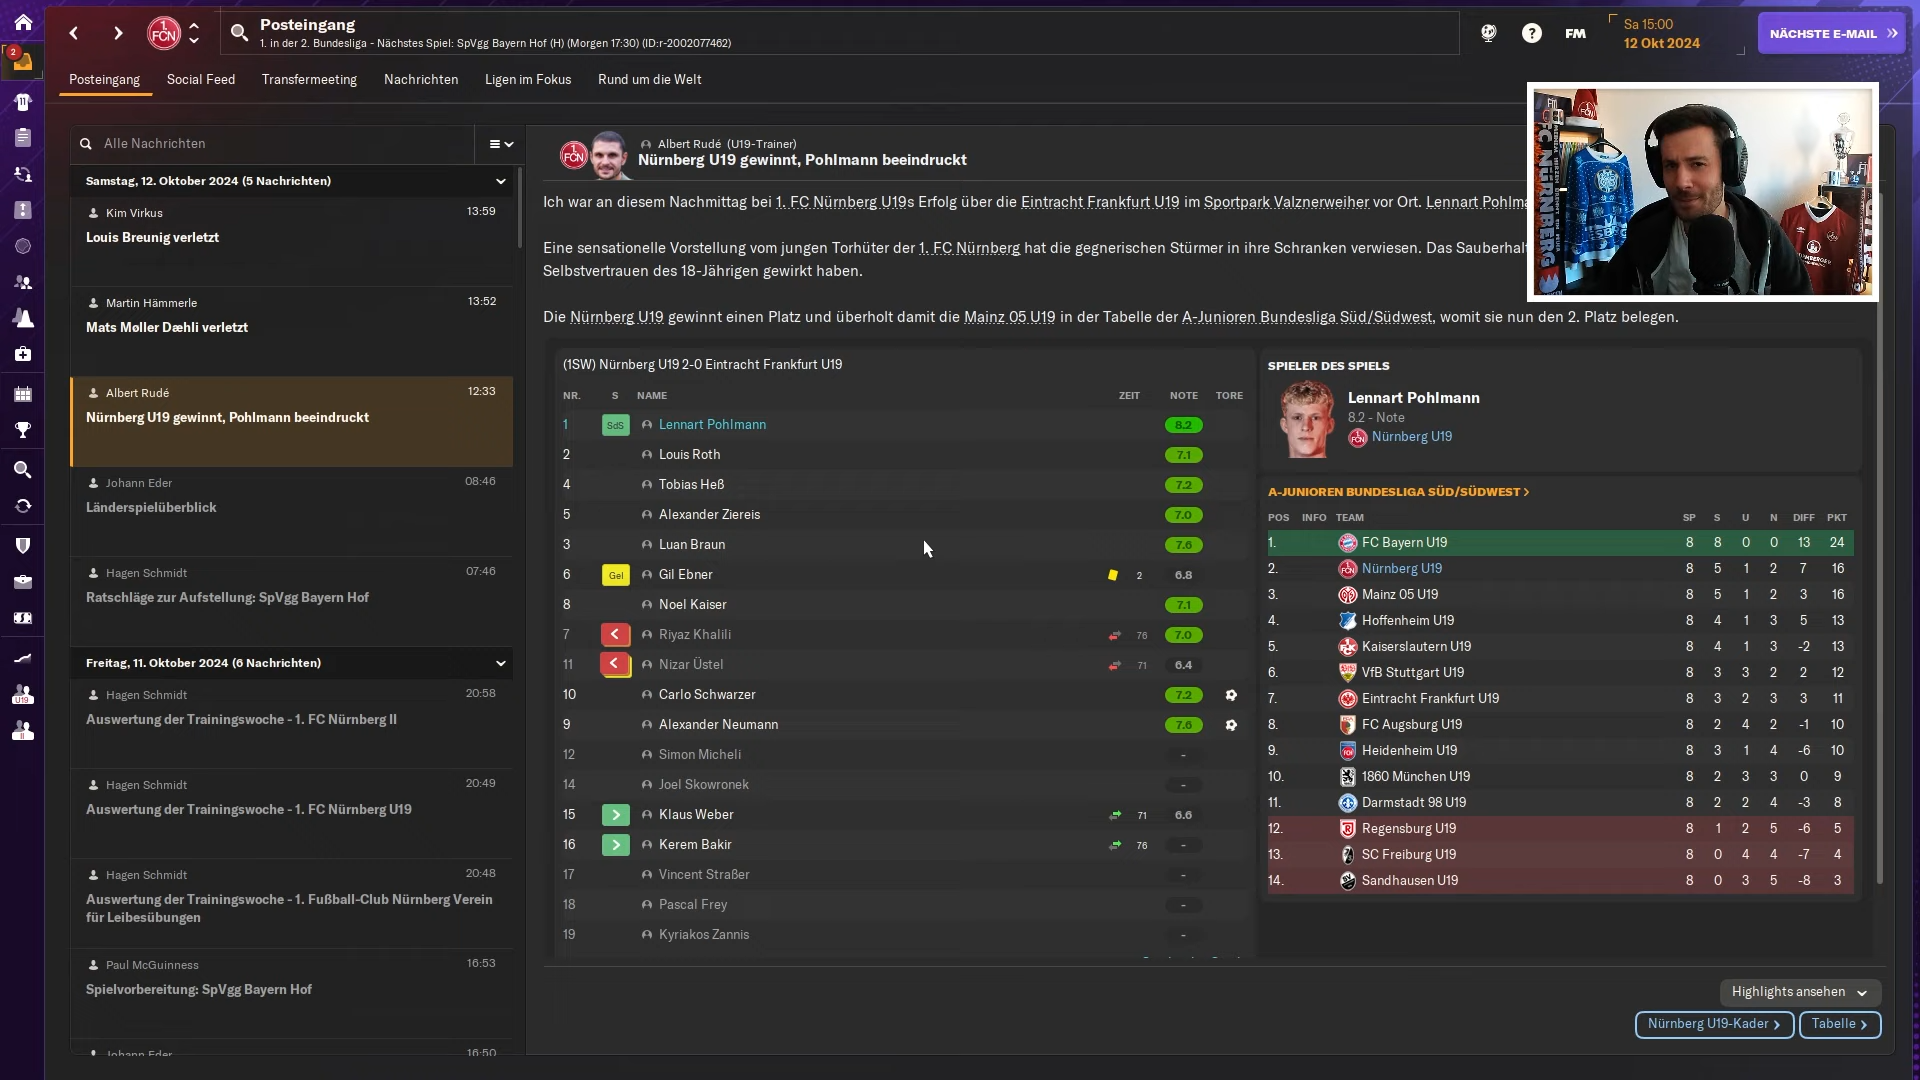 Posteingang
1. in der 2. Bundesliga - Nächstes Spiel: SpVgg Bayern Hof (H) (Morgen 17:30) (ID:r-2002077462)
FM
Sa 15:00
12 Okt 2024
NÄCHSTE E-MAIL
2
Posteingang
Social Feed
Transfermeeting
Nachrichten
Ligen im Fokus
Rund um die Welt
Alle Nachrichten
Samstag, 12. Oktober 2024 (5 Nachrichten)
Kim Virkus 13:59
Louis Breunig verletzt
Martin Hämmerle 13:52
Mats Møller Dæhli verletzt
Albert Rudé 12:33
Nürnberg U19 gewinnt, Pohlmann beeindruckt
Johann Eder 08:46
Länderspielüberblick
Hagen Schmidt 07:46
Ratschläge zur Aufstellung: SpVgg Bayern Hof
Freitag, 11. Oktober 2024 (6 Nachrichten)
Hagen Schmidt 20:58
Auswertung der Trainingswoche - 1. FC Nürnberg II
Hagen Schmidt 20:49
Auswertung der Trainingswoche - 1. FC Nürnberg U19
Hagen Schmidt 20:48
Auswertung der Trainingswoche - 1. Fußball-Club Nürnberg Verein
für Leibesübungen
Paul McGuinness 16:53
Spielvorbereitung: SpVgg Bayern Hof
Johann Eder 16:50
Albert Rudé (U19-Trainer)
Nürnberg U19 gewinnt, Pohlmann beeindruckt
Ich war an diesem Nachmittag bei 1. FC Nürnberg U19s Erfolg über die Eintracht Frankfurt U19 im Sportpark Valznerweiher vor Ort. Lennart Pohlma
Eine sensationelle Vorstellung vom jungen Torhüter der 1. FC Nürnberg hat die gegnerischen Stürmer in ihre Schranken verwiesen. Das Sauberhal
Selbstvertrauen des 18-Jährigen gewirkt haben.
Die Nürnberg U19 gewinnt einen Platz und überholt damit die Mainz 05 U19 in der Tabelle der A-Junioren Bundesliga Süd/Südwest, womit sie nun den 2. Platz belegen.
(1SW) Nürnberg U19 2-0 Eintracht Frankfurt U19
NR. S NAME ZEIT NOTE TORE
1 SdS Lennart Pohlmann 8.2
2 Louis Roth 7.1
4 Tobias Heß 7.2
5 Alexander Ziereis 7.0
3 Luan Braun 7.6
6 Gel Gil Ebner 2 6.8
8 Noel Kaiser 7.1
7 Riyaz Khalili 76 7.0
11 Nizar Üstel 71 6.4
10 Carlo Schwarzer 7.2
9 Alexander Neumann 7.6
12 Simon Micheli -
14 Joel Skowronek -
15 Klaus Weber 71 6.6
16 Kerem Bakir 76 -
17 Vincent Straßer -
18 Pascal Frey -
19 Kyriakos Zannis -
SPIELER DES SPIELS
Lennart Pohlmann
8.2 - Note
Nürnberg U19
A-JUNIOREN BUNDESLIGA SÜD/SÜDWEST
POS INFO TEAM SP S U N DIFF PKT
1. FC Bayern U19 8 8 0 0 13 24
2. Nürnberg U19 8 5 1 2 7 16
3. Mainz 05 U19 8 5 1 2 3 16
4. Hoffenheim U19 8 4 1 3 5 13
5. Kaiserslautern U19 8 4 1 3 -2 13
6. VfB Stuttgart U19 8 3 3 2 2 12
7. Eintracht Frankfurt U19 8 3 2 3 3 11
8. FC Augsburg U19 8 2 4 2 -1 10
9. Heidenheim U19 8 3 1 4 -6 10
10. 1860 München U19 8 2 3 3 0 9
11. Darmstadt 98 U19 8 2 2 4 -3 8
12. Regensburg U19 8 1 2 5 -6 5
13. SC Freiburg U19 8 0 4 4 -7 4
14. Sandhausen U19 8 0 3 5 -8 3
Highlights ansehen
Nürnberg U19-Kader
Tabelle
U19
II
FC NÜRNBERG